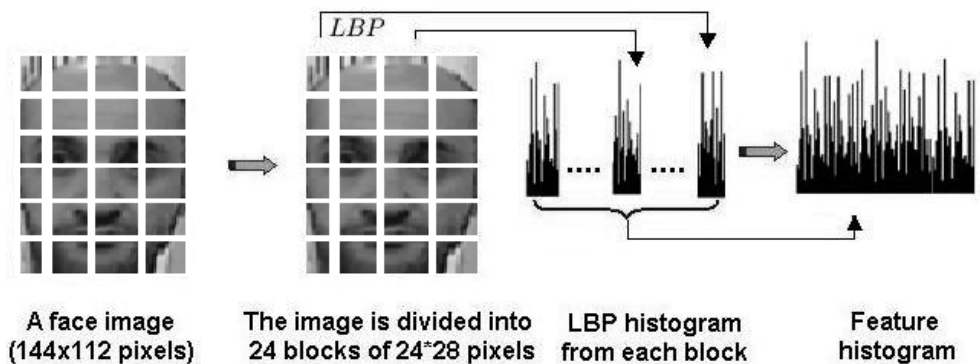 LBP
A face image
(144x112 pixels)
The image is divided into
24 blocks of 24*28 pixels
LBP histogram
from each block
Feature
histogram